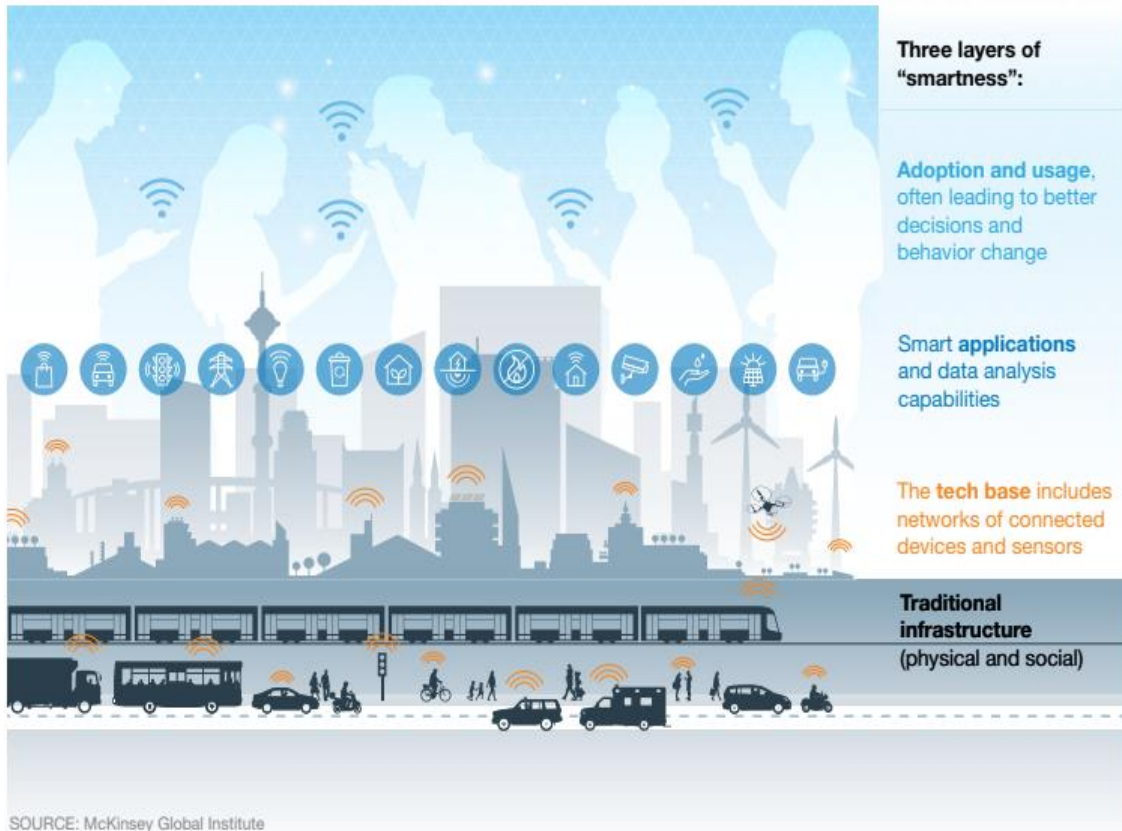 Three layers of
“smartness”:
Adoption and usage,
often leading to better
decisions and
behavior change
Smart applications
and data analysis
capabilities
The tech base includes
networks of connected
devices and sensors
Traditional
infrastructure
(physical and social)
SOURCE: McKinsey Global Institute